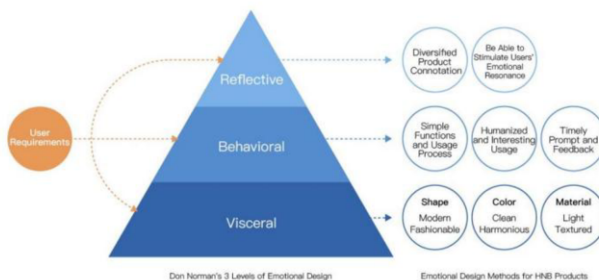 Reflective
Diversified
Product
Connotation
Be Able to
Stimulate Users'
Emotional
Resonance
User
Requirements
Behavioral
Simple
Functions
and Usage
Process
Humanized
and Interesting
Usage
Timely
Prompt and
Feedback
Visceral
Shape
Modern
Fashionable
Color
Clean
Harmonious
Material
Light
Textured
Don Norman's 3 Levels of Emotional Design
Emotional Design Methods for HNB Products